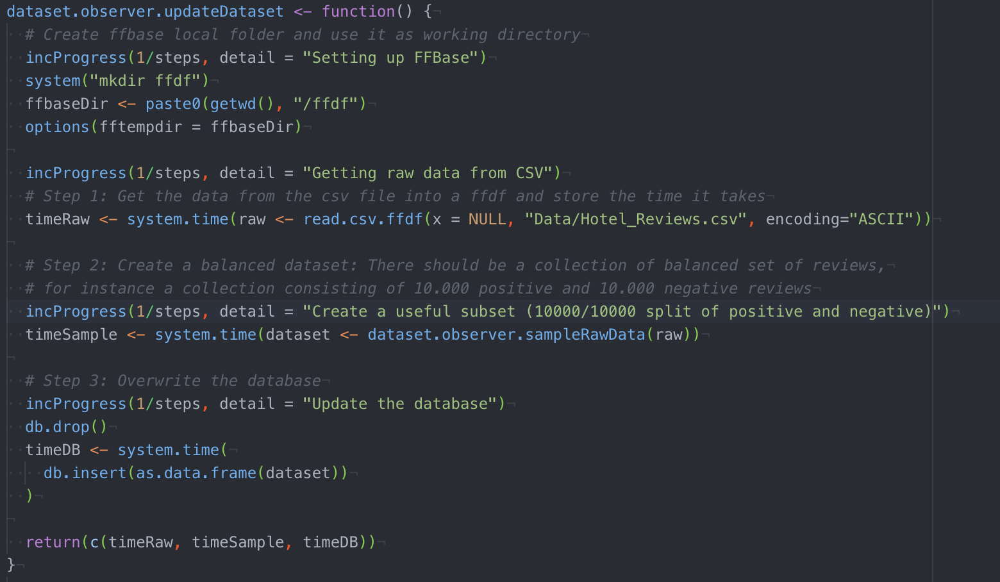 dataset.observer.updateDataset <- function() {
  # Create ffbase local folder and use it as working directory
  incProgress(1/steps, detail = "Setting up FFBase")
  system("mkdir ffdf")
  ffbaseDir <- paste0(getwd(), "/ffdf")
  options(fftempdir = ffbaseDir)

  incProgress(1/steps, detail = "Getting raw data from CSV")
  # Step 1: Get the data from the csv file into a ffdf and store the time it takes
  timeRaw <- system.time(raw <- read.csv.ffdf(x = NULL, "Data/Hotel_Reviews.csv", encoding="ASCII"))

  # Step 2: Create a balanced dataset: There should be a collection of balanced set of reviews,
  # for instance a collection consisting of 10.000 positive and 10.000 negative reviews
  incProgress(1/steps, detail = "Create a useful subset (10000/10000 split of positive and negative)")
  timeSample <- system.time(dataset <- dataset.observer.sampleRawData(raw))

  # Step 3: Overwrite the database
  incProgress(1/steps, detail = "Update the database")
  db.drop()
  timeDB <- system.time(
    db.insert(as.data.frame(dataset))
  )

  return(c(timeRaw, timeSample, timeDB))
}